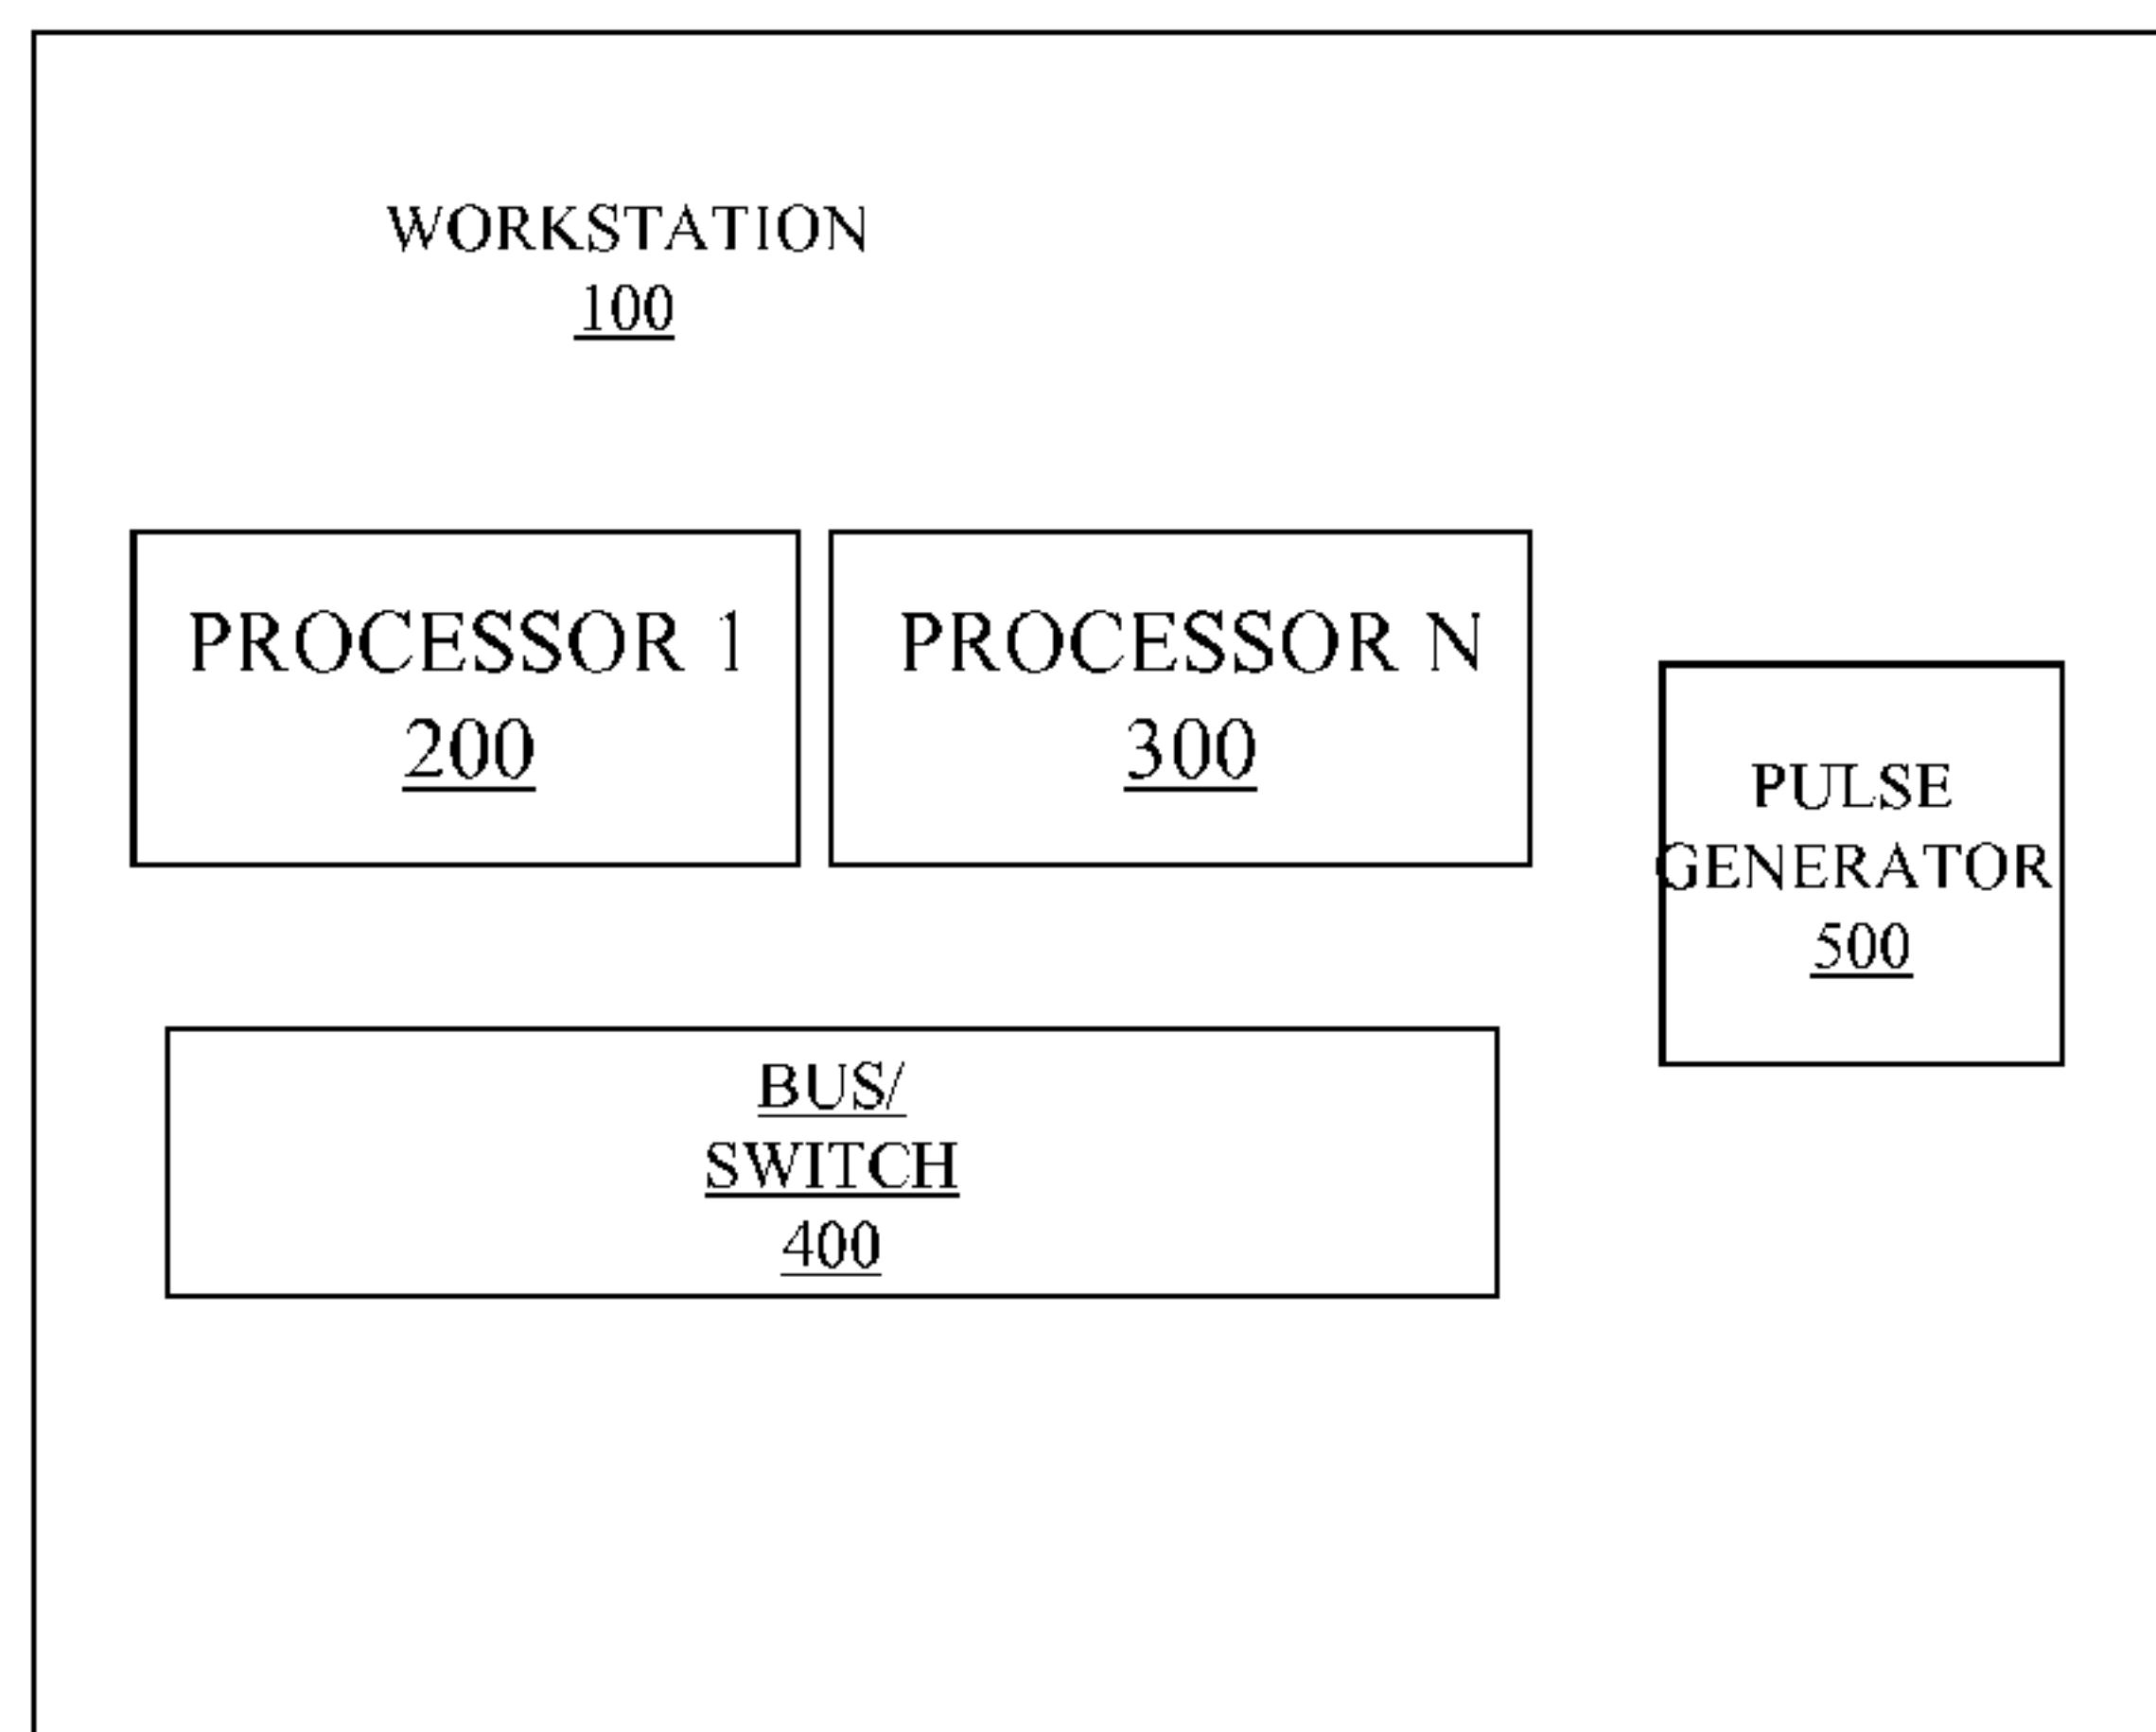 WORKSTATION
100
PROCESSOR 1
200
PROCESSOR N
300
PULSE
GENERATOR
500
BUS/
SWITCH
400